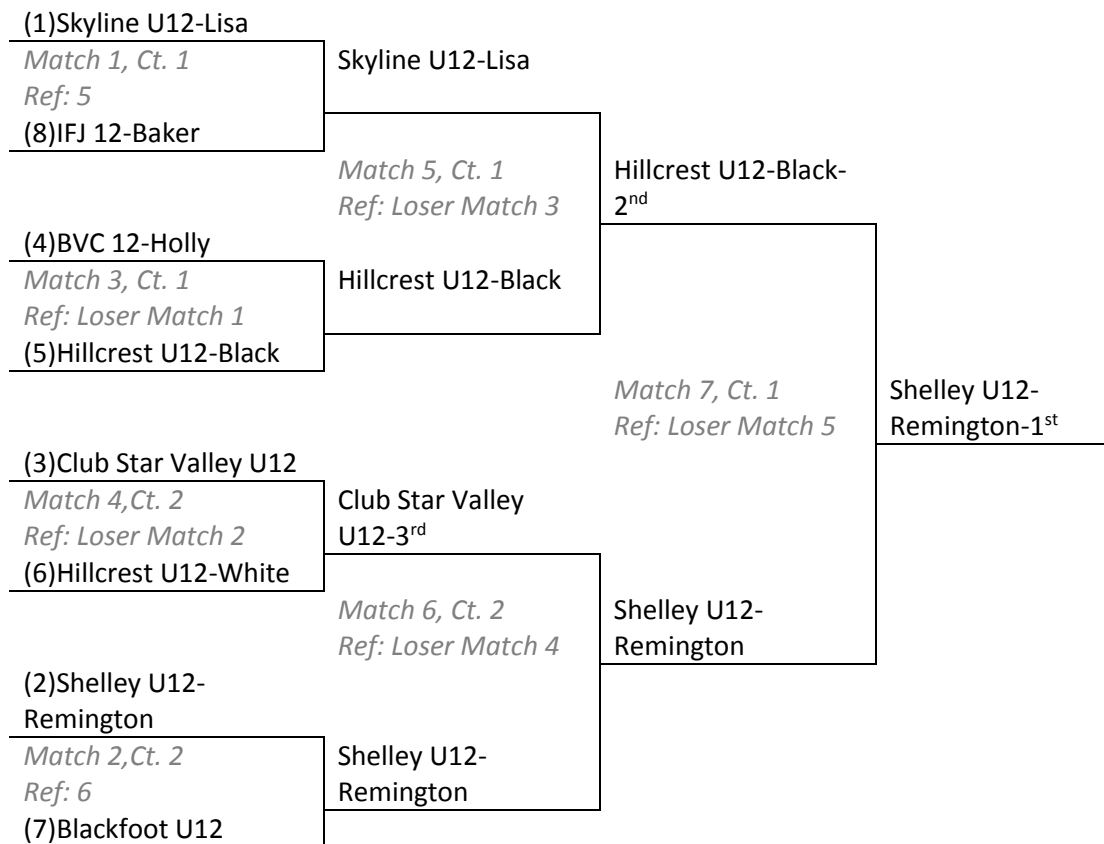 (1)Skyline U12-Lisa
Match 1, Ct. 1
Ref: 5
(8)IFJ 12-Baker
Skyline U12-Lisa
Match 5, Ct. 1
Ref: Loser Match 3
(4)BVC 12-Holly
Match 3, Ct. 1
Ref: Loser Match 1
(5)Hillcrest U12-Black
Hillcrest U12-Black
Hillcrest U12-Black-
2nd
Match 7, Ct. 1
Ref: Loser Match 5
Shelley U12-
Remington-1st
(3)Club Star Valley U12
Match 4,Ct. 2
Ref: Loser Match 2
(6)Hillcrest U12-White
Club Star Valley
U12-3rd
Match 6, Ct. 2
Ref: Loser Match 4
Shelley U12-
Remington
(2)Shelley U12-
Remington
Match 2,Ct. 2
Ref: 6
(7)Blackfoot U12
Shelley U12-
Remington